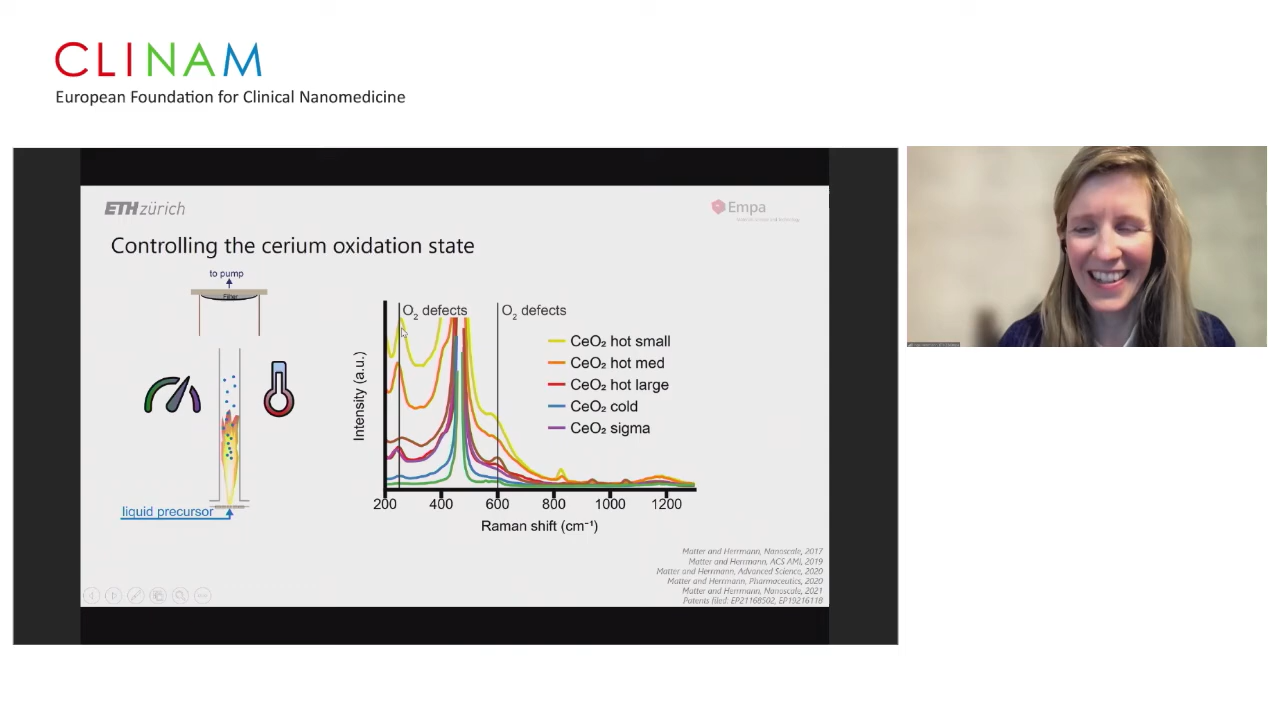 CLINAM
European Foundation for Clinical Nanomedicine
ETH zürich
Empa
Controlling the cerium oxidation state
to pump
Filter
liquid precursor
O₂ defects
O₂ defects
CeO₂ hot small
CeO₂ hot med
CeO₂ hot large
CeO₂ cold
CeO₂ sigma
Intensity (a.u.)
200 400 600 800 1000 1200
Raman shift (cm⁻¹)
Matter and Herrmann, Nanoscale, 2017
Matter and Herrmann, ACS AMI, 2019
Matter and Herrmann, Advanced Science, 2020
Matter and Herrmann, Pharmaceutics, 2020
Matter and Herrmann, Nanoscale, 2021
Patents filed: EP21168502, EP19216118